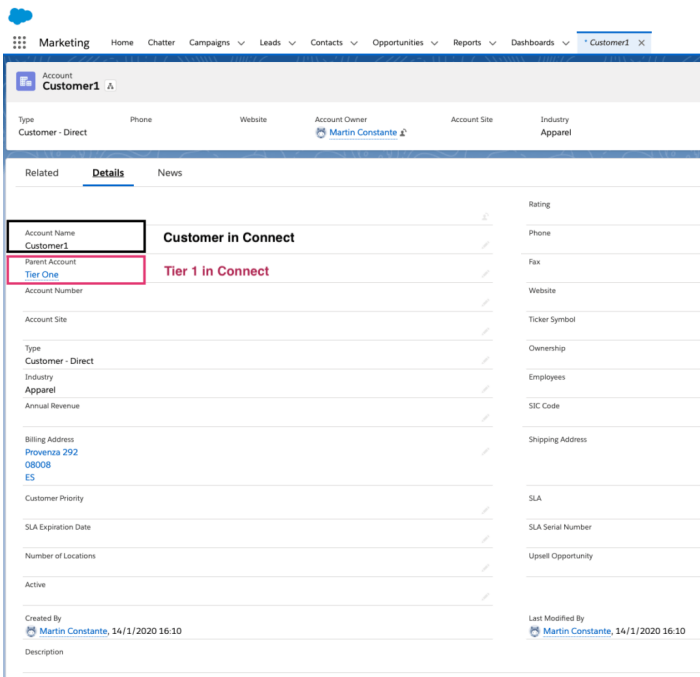 Marketing Home Chatter Campaigns Leads Contacts Opportunities Reports Dashboards * Customer1
Account
Customer1
Type Phone Website Account Owner Account Site Industry
Customer - Direct Martin Constante Apparel
Related Details News
Rating
Account Name Customer in Connect Phone
Customer1
Parent Account Tier 1 in Connect Fax
Tier One
Account Number Website
Account Site Ticker Symbol
Type Ownership
Customer - Direct
Industry Employees
Apparel
Annual Revenue SIC Code
Billing Address Shipping Address
Provenza 292
08008
ES
Customer Priority SLA
SLA Expiration Date SLA Serial Number
Number of Locations Upsell Opportunity
Active
Created By Last Modified By
Martin Constante, 14/1/2020 16:10 Martin Constante, 14/1/2020 16:10
Description